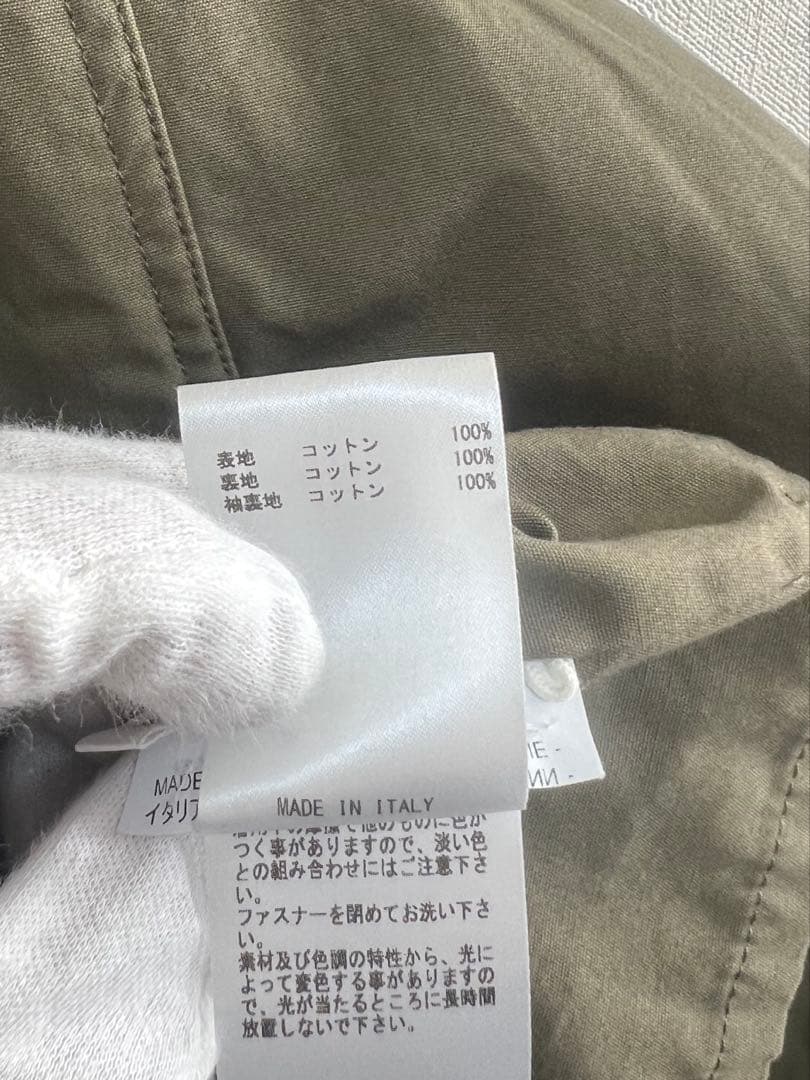 表地 コットン 100%
裏地 コットン 100%
袖裏地 コットン 100%
MADE IN ITALY
MADE
イタリア
IE -
ИИ -
つく事がありますので、淡い色
との組み合わせにはご注意下さ
い。
ファスナーを閉めてお洗い下さ
い。
素材及び色調の特性から、光に
よって変色する事がありますの
で、光が当たるところに長時間
放置しないで下さい。